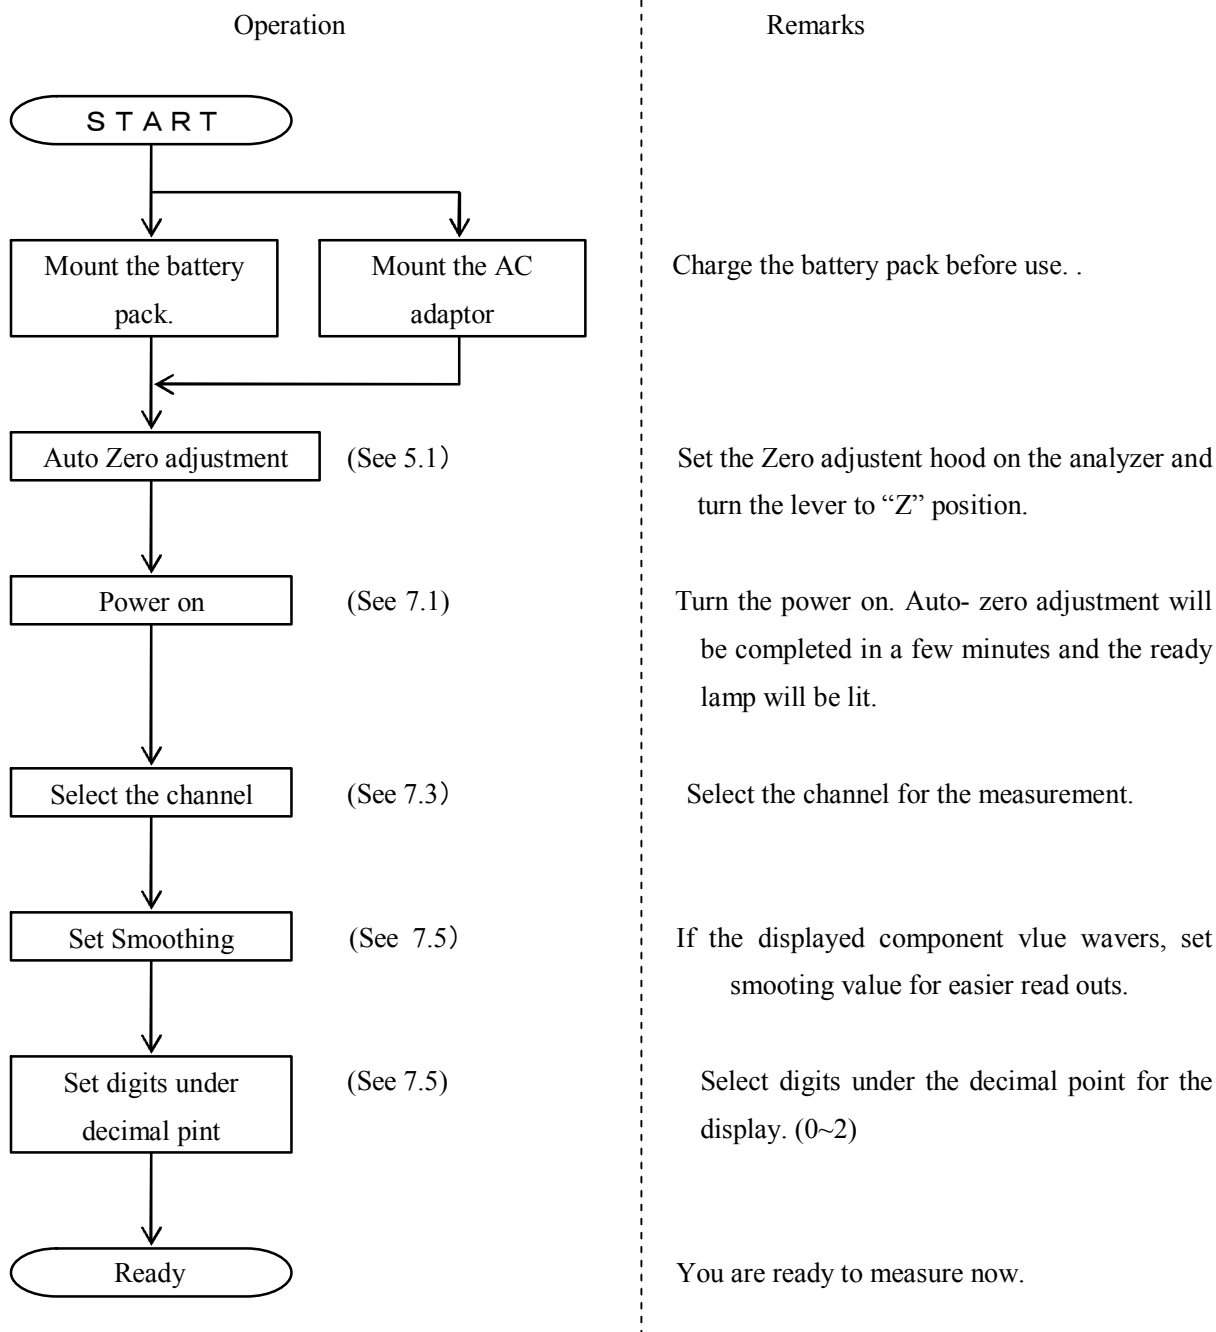 Operation
Remarks
START
Mount the battery
pack.
Mount the AC
adaptor
Charge the battery pack before use. .
Auto Zero adjustment
(See 5.1)
Set the Zero adjustent hood on the analyzer and
turn the lever to “Z” position.
Power on
(See 7.1)
Turn the power on. Auto- zero adjustment will
be completed in a few minutes and the ready
lamp will be lit.
Select the channel
(See 7.3)
Select the channel for the measurement.
Set Smoothing
(See 7.5)
If the displayed component vlue wavers, set
smooting value for easier read outs.
Set digits under
decimal pint
(See 7.5)
Select digits under the decimal point for the
display. (0~2)
Ready
You are ready to measure now.